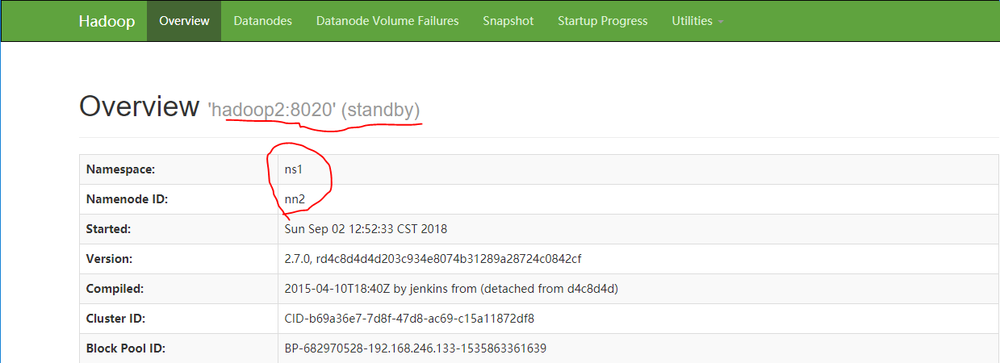 Hadoop Overview Datanodes Datanode Volume Failures Snapshot Startup Progress Utilities
Overview 'hadoop2:8020' (standby)
Namespace: ns1
Namenode ID: nn2
Started: Sun Sep 02 12:52:33 CST 2018
Version: 2.7.0, rd4c8d4d4d203c934e8074b31289a28724c0842cf
Compiled: 2015-04-10T18:40Z by jenkins from (detached from d4c8d4d)
Cluster ID: CID-b69a36e7-7d8f-47d8-ac69-c15a11872df8
Block Pool ID: BP-682970528-192.168.246.133-1535863361639